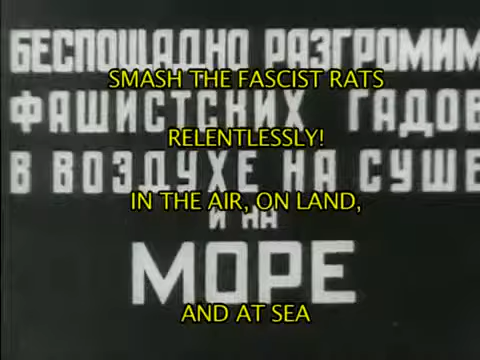 БЕСПОЩАДНО РАЗГРОМИМ
SMASH THE FASCIST RATS
ФАШИСТСКИХ ГАДОВ
RELENTLESSLY!
В ВОЗДУХЕ НА СУШЕ
IN THE AIR, ON LAND,
И НА
МОРЕ
AND AT SEA